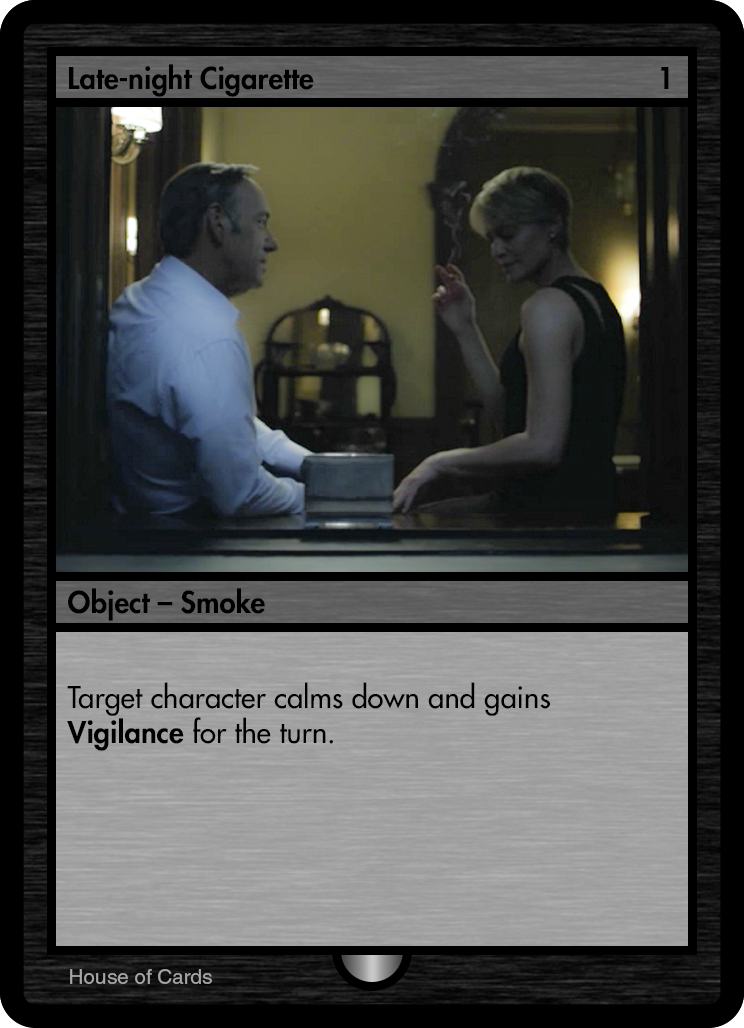 Late-night Cigarette 1
Object – Smoke
Target character calms down and gains
Vigilance for the turn.
House of Cards